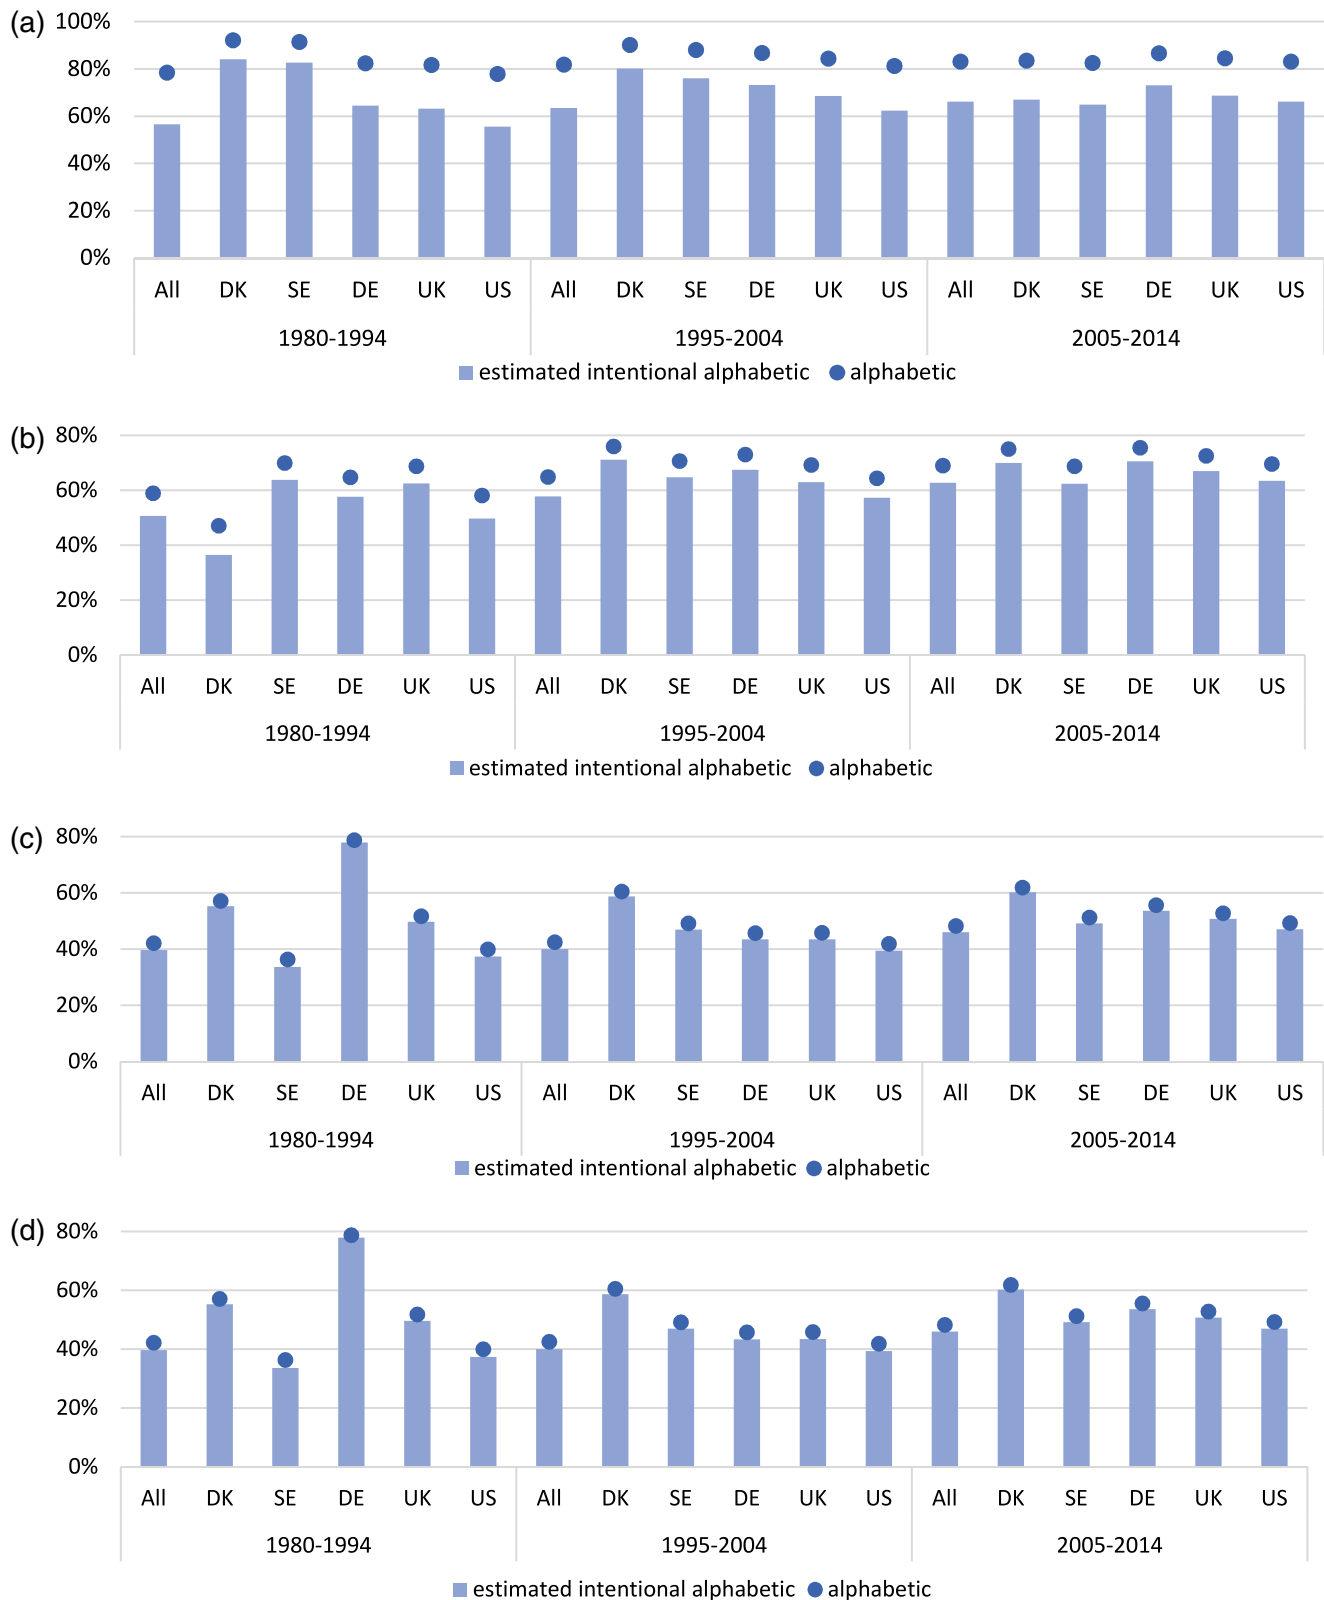 (a)
100%
80%
60%
40%
20%
0%
All DK SE DE UK US All DK SE DE UK US All DK SE DE UK US
1980-1994 1995-2004 2005-2014
estimated intentional alphabetic alphabetic
(b)
80%
60%
40%
20%
0%
All DK SE DE UK US All DK SE DE UK US All DK SE DE UK US
1980-1994 1995-2004 2005-2014
estimated intentional alphabetic alphabetic
(c)
80%
60%
40%
20%
0%
All DK SE DE UK US All DK SE DE UK US All DK SE DE UK US
1980-1994 1995-2004 2005-2014
estimated intentional alphabetic alphabetic
(d)
80%
60%
40%
20%
0%
All DK SE DE UK US All DK SE DE UK US All DK SE DE UK US
1980-1994 1995-2004 2005-2014
estimated intentional alphabetic alphabetic